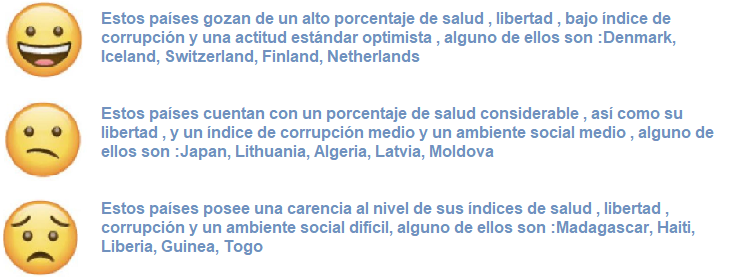 Estos países gozan de un alto porcentaje de salud , libertad , bajo índice de
corrupción y una actitud estándar optimista , alguno de ellos son :Denmark,
Iceland, Switzerland, Finland, Netherlands
Estos países cuentan con un porcentaje de salud considerable , así como su
libertad , y un índice de corrupción medio y un ambiente social medio , alguno de
ellos son :Japan, Lithuania, Algeria, Latvia, Moldova
Estos países posee una carencia al nivel de sus índices de salud , libertad ,
corrupción y un ambiente social difícil, alguno de ellos son :Madagascar, Haiti,
Liberia, Guinea, Togo